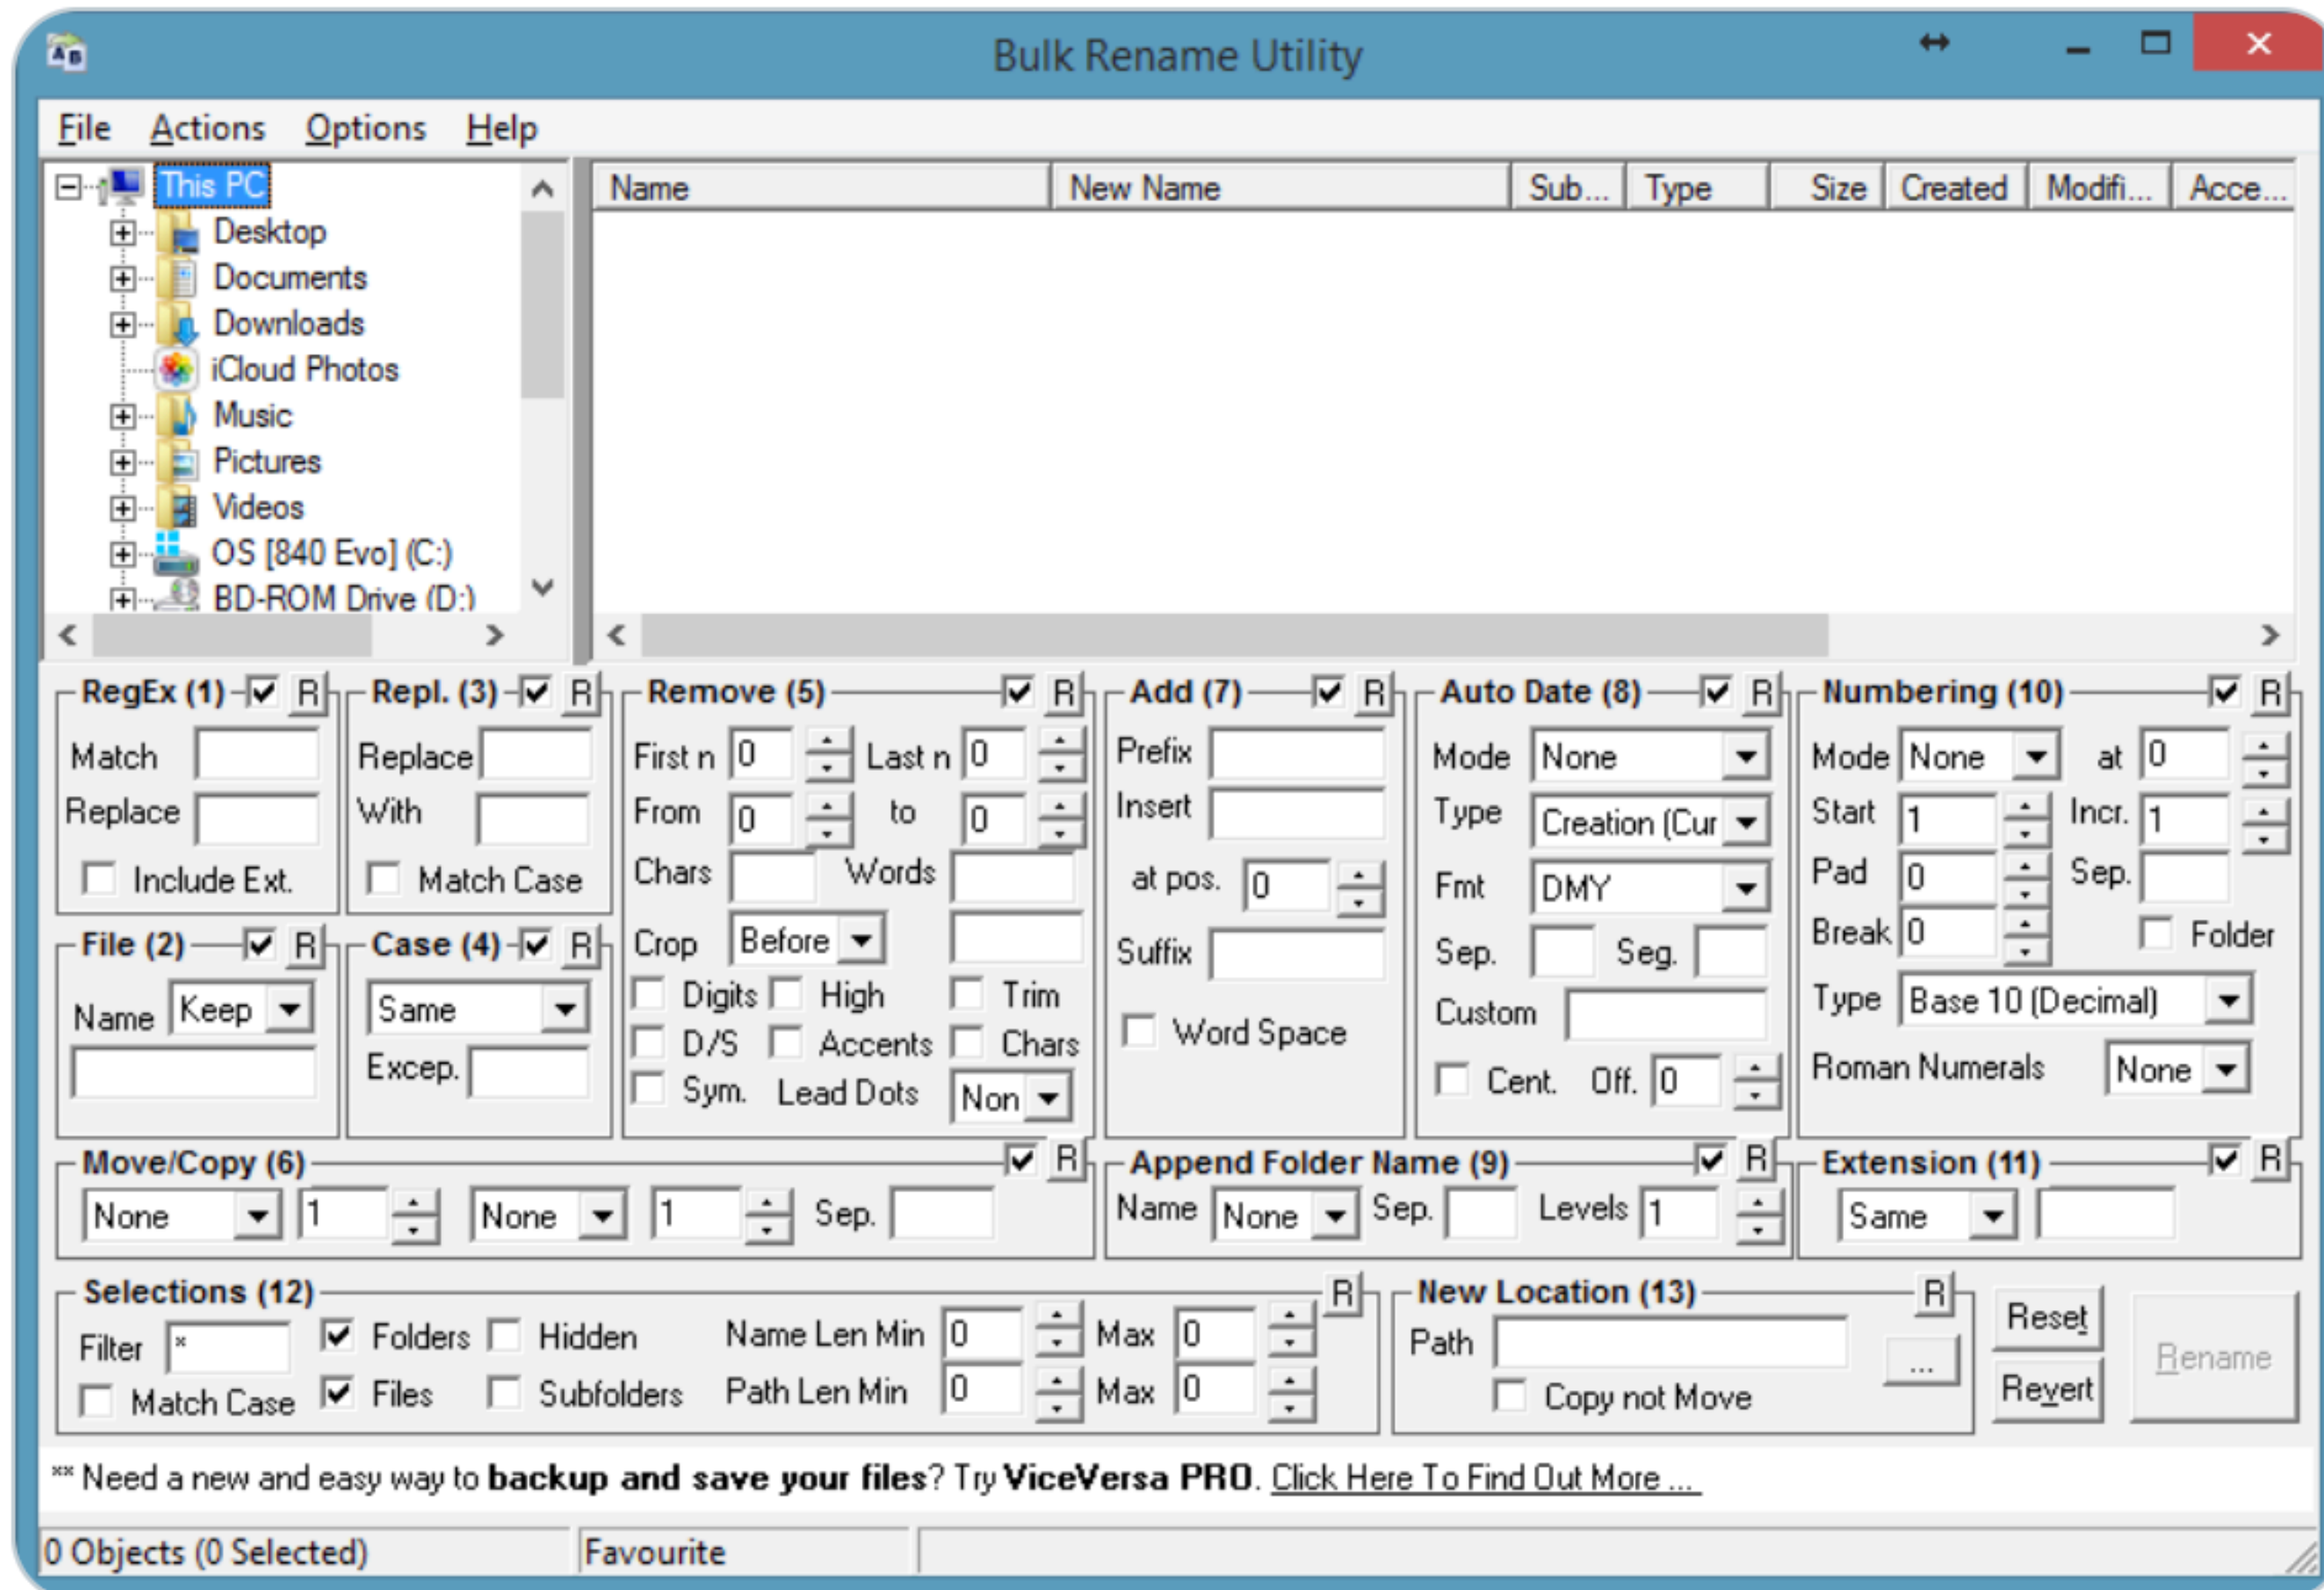 Bulk Rename Utility
File Actions Options Help
This PC
Desktop
Documents
Downloads
iCloud Photos
Music
Pictures
Videos
OS [840 Evo] (C:)
BD-ROM Drive (D:)
Name New Name Sub... Type Size Created Modifi... Acce...
RegEx (1) R
Match
Replace
Include Ext.
Repl. (3) R
Replace
With
Match Case
File (2) R
Name Keep
Case (4) R
Same
Excep.
Remove (5) R
First n 0 Last n 0
From 0 to 0
Chars Words
Crop Before
Digits High Trim
D/S Accents Chars
Sym. Lead Dots Non
Add (7) R
Prefix
Insert
at pos. 0
Suffix
Word Space
Auto Date (8) R
Mode None
Type Creation (Cur
Fmt DMY
Sep. Seg.
Custom
Cent. Off. 0
Numbering (10) R
Mode None at 0
Start 1 Incr. 1
Pad 0 Sep.
Break 0 Folder
Type Base 10 (Decimal)
Roman Numerals None
Move/Copy (6) R
None 1 None 1 Sep.
Append Folder Name (9) R
Name None Sep. Levels 1
Extension (11) R
Same
Selections (12) R
Filter * Folders Hidden Name Len Min 0 Max 0
Match Case Files Subfolders Path Len Min 0 Max 0
New Location (13) R
Path ...
Copy not Move
Reset
Revert
Rename
** Need a new and easy way to backup and save your files? Try ViceVersa PRO. Click Here To Find Out More ...
0 Objects (0 Selected) Favourite